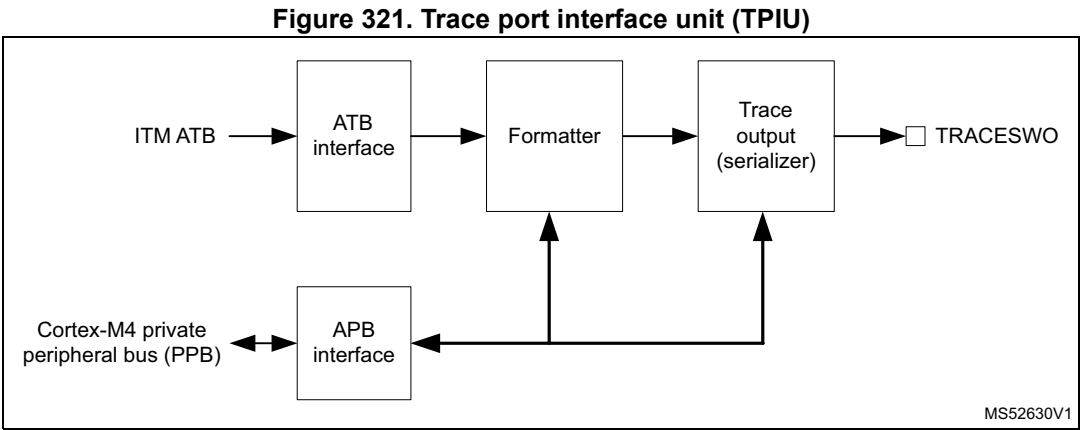 Figure 321. Trace port interface unit (TPIU)
ITM ATB
ATB
interface
Formatter
Trace
output
(serializer)
TRACESWO
Cortex-M4 private
peripheral bus (PPB)
APB
interface
MS52630V1